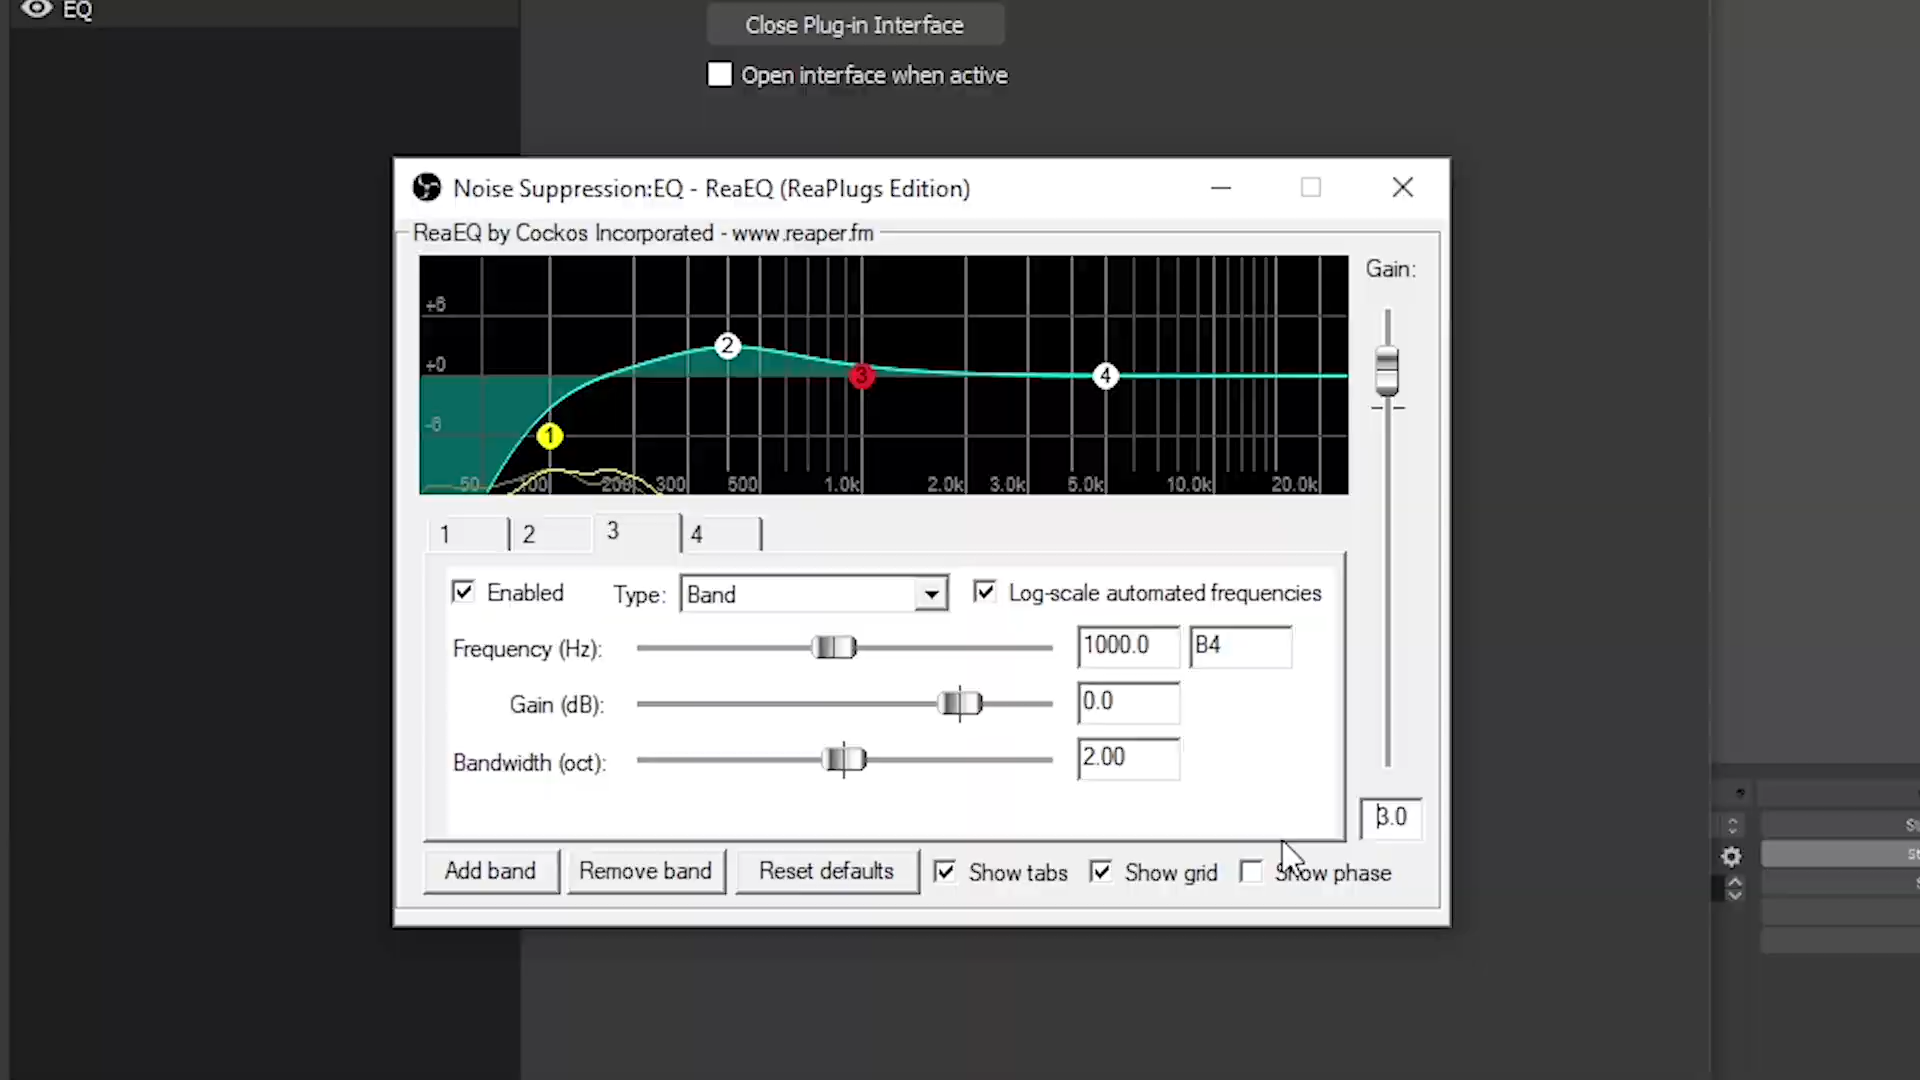 EQ
Close Plug-in Interface
Open interface when active
Noise Suppression:EQ - ReaEQ (ReaPlugs Edition)
ReaEQ by Cockos Incorporated - www.reaper.fm
Gain:
+6
+0
-6
1
2
3
4
50
100
200
300
500
1.0k
2.0k
3.0k
5.0k
10.0k
20.0k
1 2 3 4
Enabled Type: Band Log-scale automated frequencies
Frequency (Hz): 1000.0 B4
Gain (dB): 0.0
Bandwidth (oct): 2.00
3.0
Add band Remove band Reset defaults Show tabs Show grid Show phase